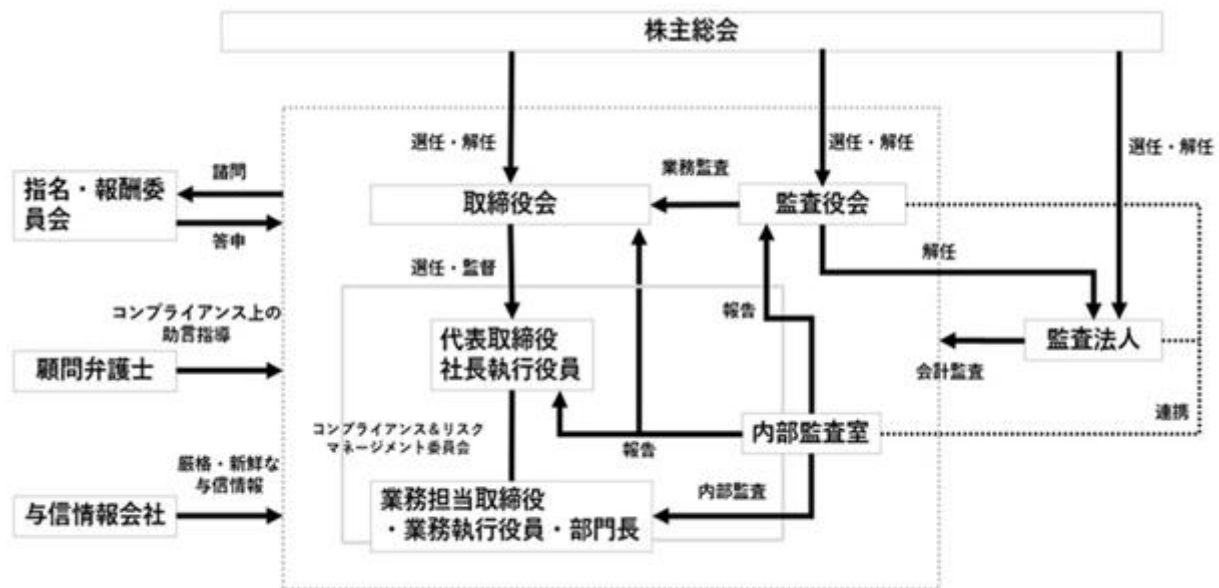 株主総会
選任・解任
選任・解任
選任・解任
諮問
業務監査
指名・報酬委
員会
取締役会
監査役会
答申
解任
選任・監督
コンプライアンス上の
助言指導
報告
代表取締役
社長執行役員
監査法人
顧問弁護士
会計監査
連携
コンプライアンス&リスク
マネージメント委員会
内部監査室
報告
厳格・新鮮な
与信情報
内部監査
業務担当取締役
・業務執行役員・部門長
与信情報会社